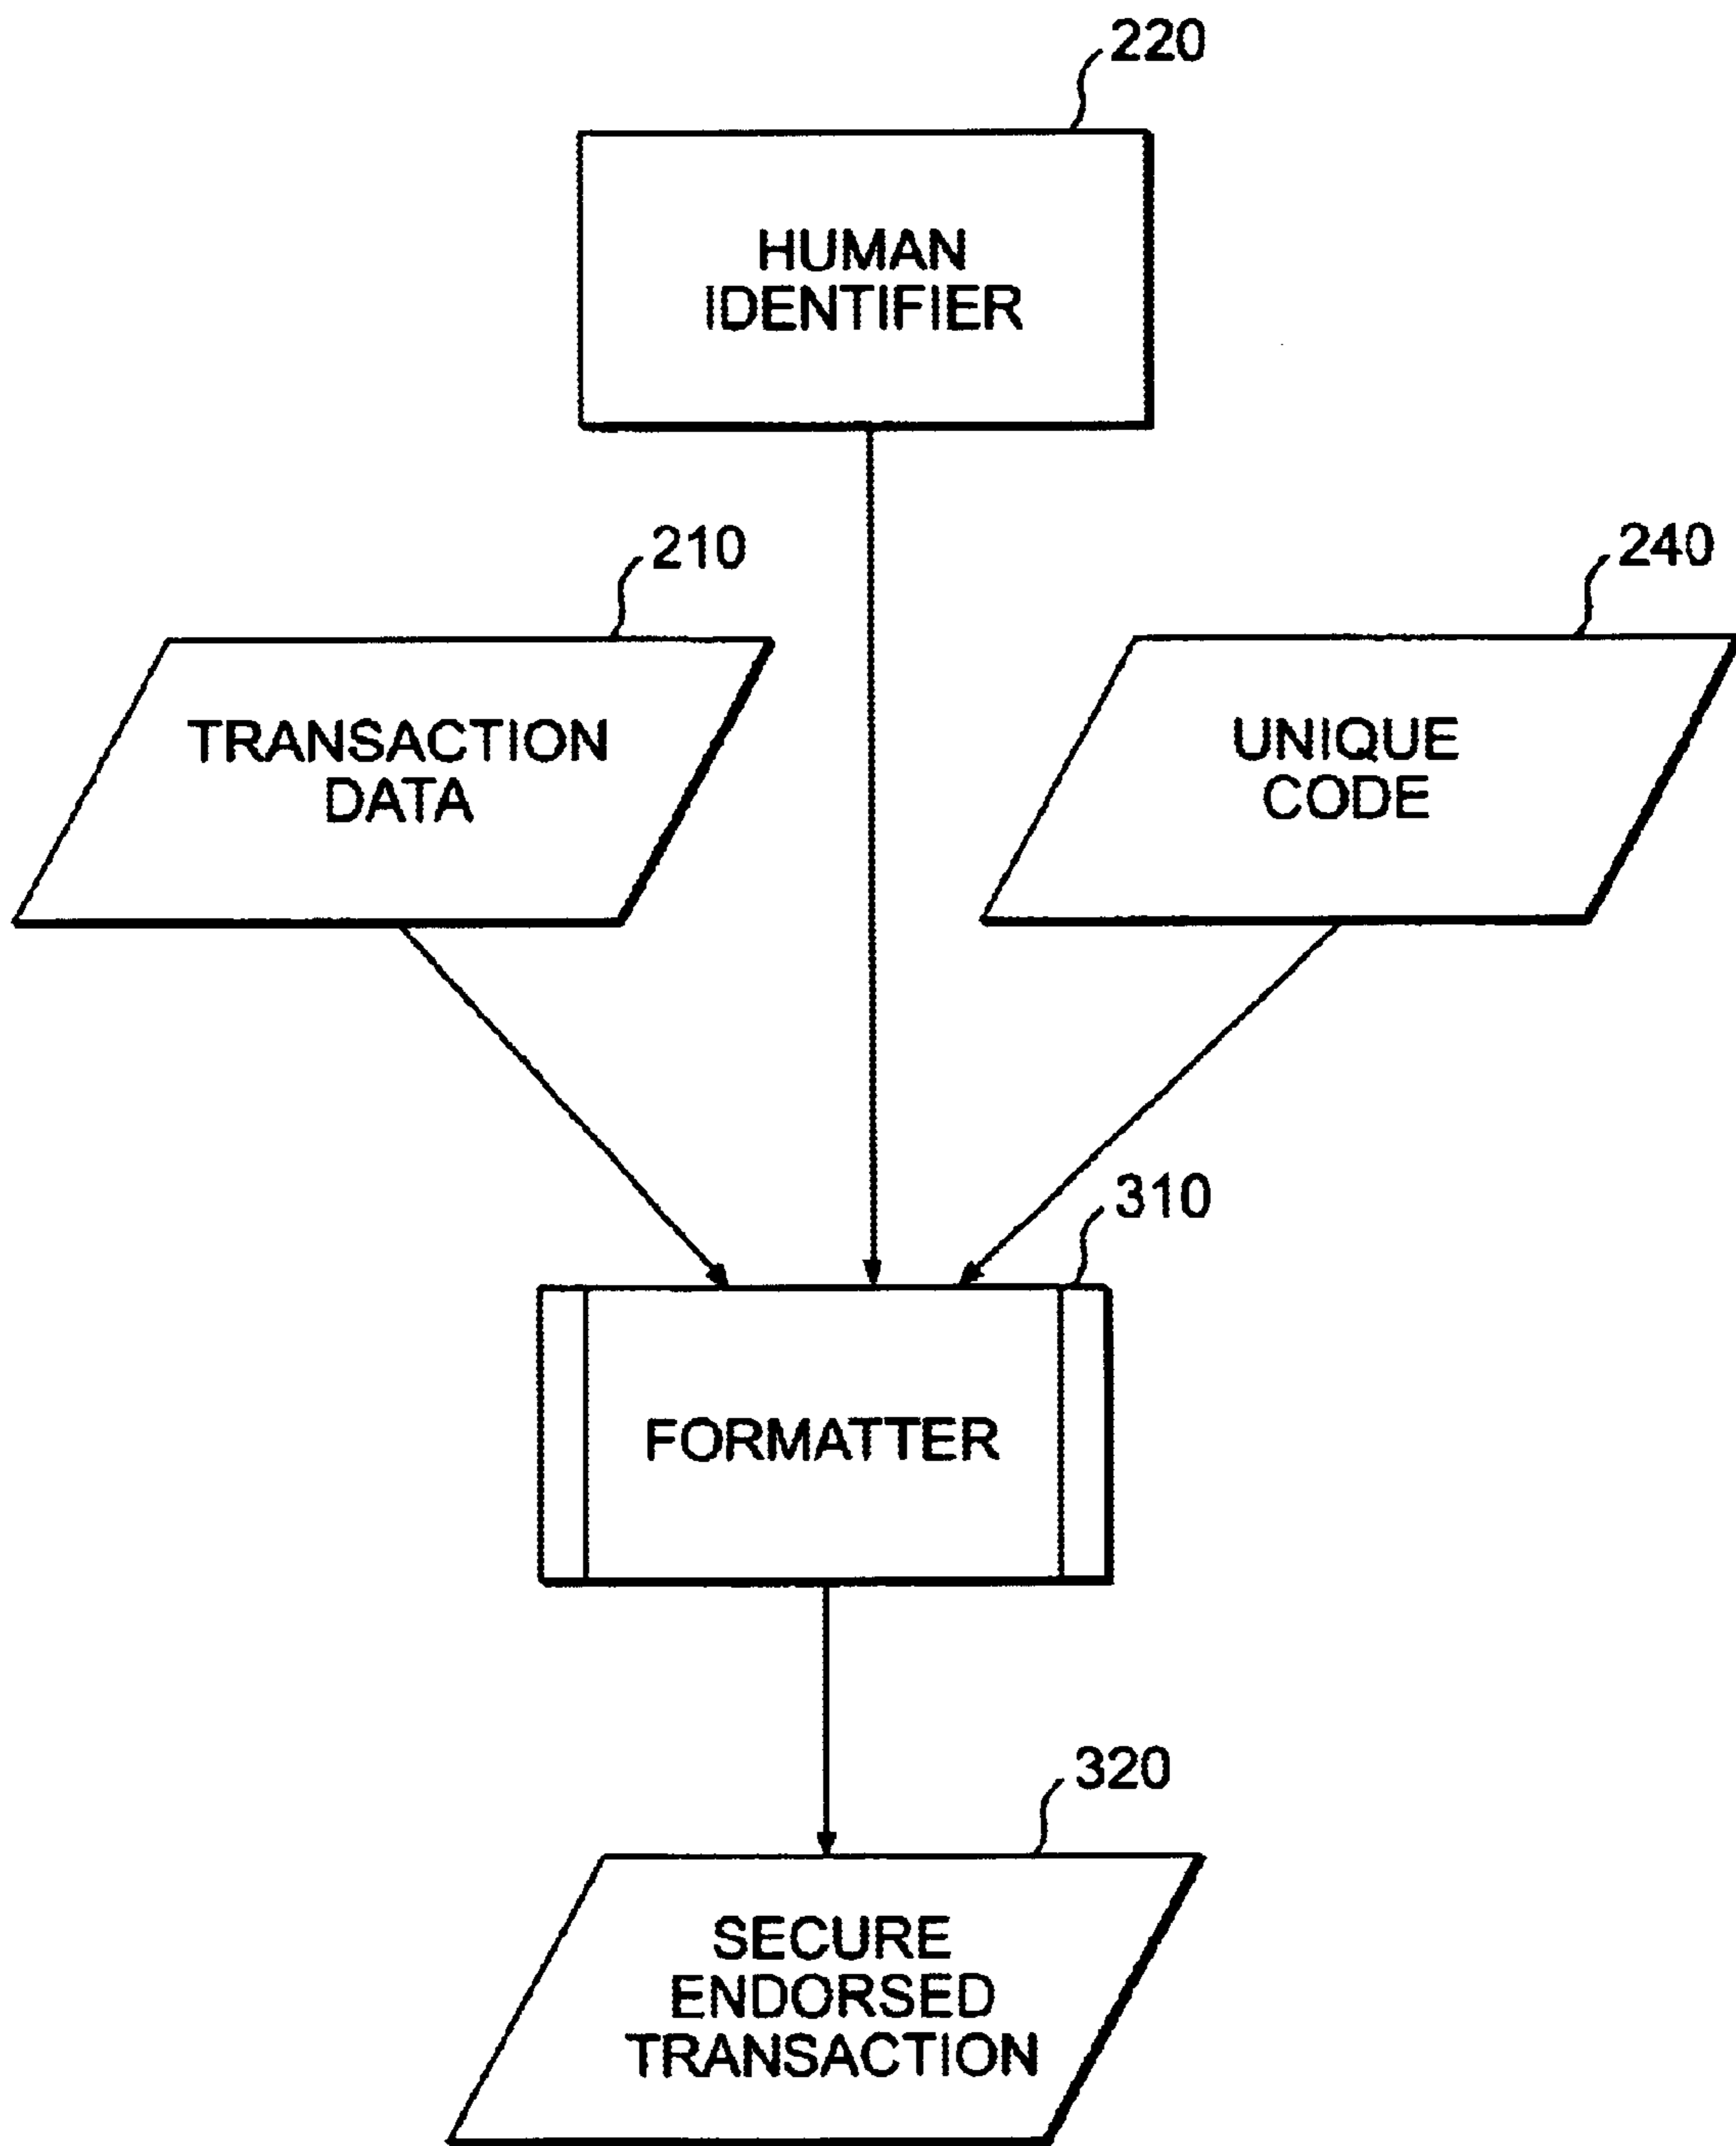 220
HUMAN
IDENTIFIER
210
240
TRANSACTION
DATA
UNIQUE
CODE
310
FORMATTER
320
SECURE
ENDORSED
TRANSACTION